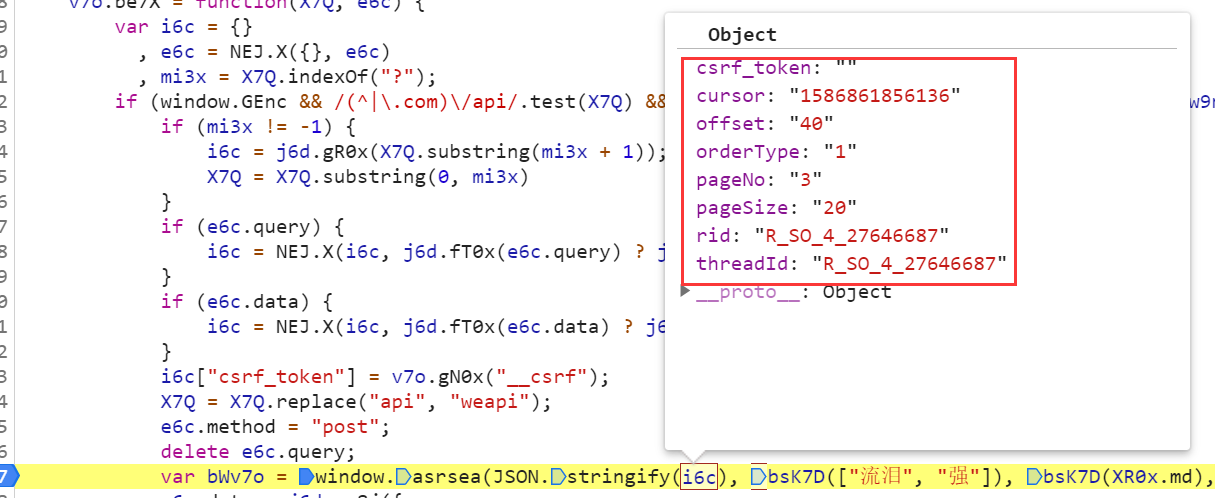 v7o.be7X = function(X7Q, e6c) {
9 var i6c = {}
0 , e6c = NEJ.X({}, e6c)
1 , mi3x = X7Q.indexOf("?");
2 if (window.GEnc && /(^|\.com)\/api/.test(X7Q) &&
3 if (mi3x != -1) {
4 i6c = j6d.gR0x(X7Q.substring(mi3x + 1));
5 X7Q = X7Q.substring(0, mi3x)
6 }
7 if (e6c.query) {
8 i6c = NEJ.X(i6c, j6d.fT0x(e6c.query) ? j
9 }
0 if (e6c.data) {
1 i6c = NEJ.X(i6c, j6d.fT0x(e6c.data) ? j6
2 }
3 i6c["csrf_token"] = v7o.gN0x("__csrf");
4 X7Q = X7Q.replace("api", "weapi");
5 e6c.method = "post";
6 delete e6c.query;
7 var bWv7o = window.asrsea(JSON.stringify(i6c), bsK7D(["流泪", "强"]), bsK7D(XR0x.md),
Object
csrf_token: ""
cursor: "1586861856136"
offset: "40"
orderType: "1"
pageNo: "3"
pageSize: "20"
rid: "R_SO_4_27646687"
threadId: "R_SO_4_27646687"
__proto__: Object